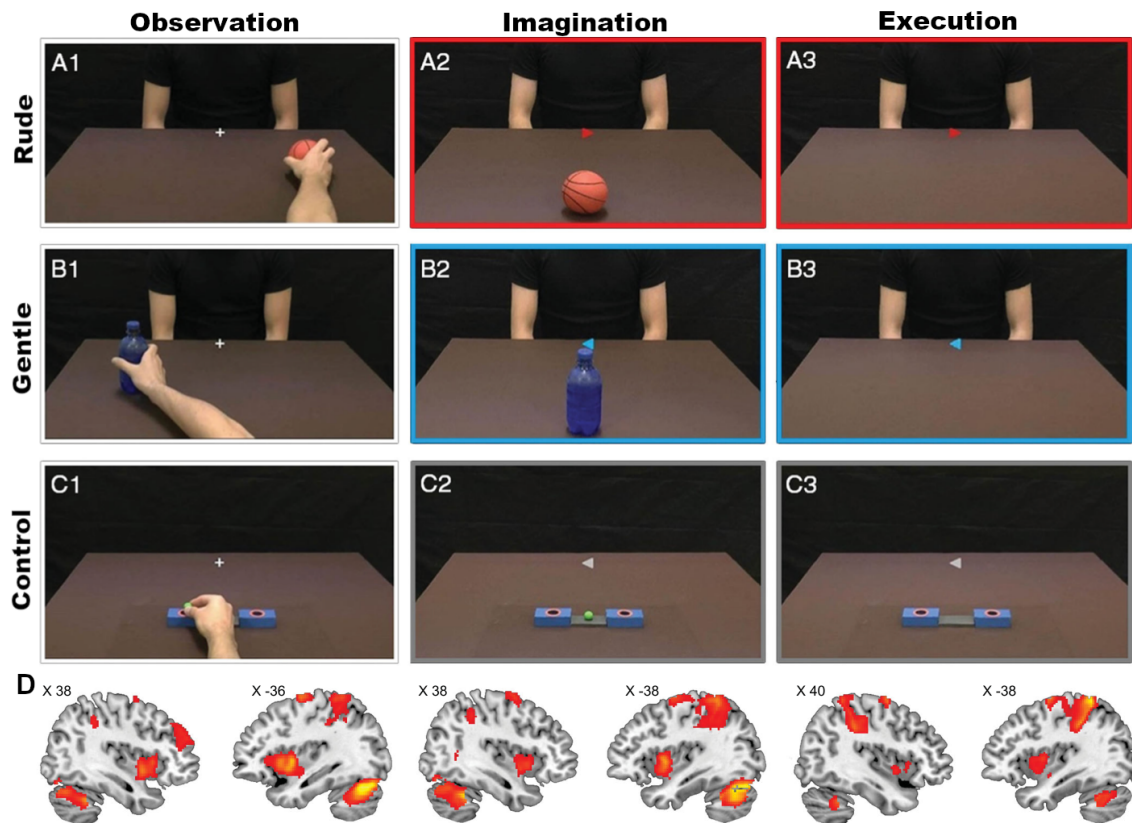 Observation Imagination Execution
Rude A1 A2 A3
Gentle B1 B2 B3
Control C1 C2 C3
D
X 38 X -36 X 38 X -38 X 40 X -38